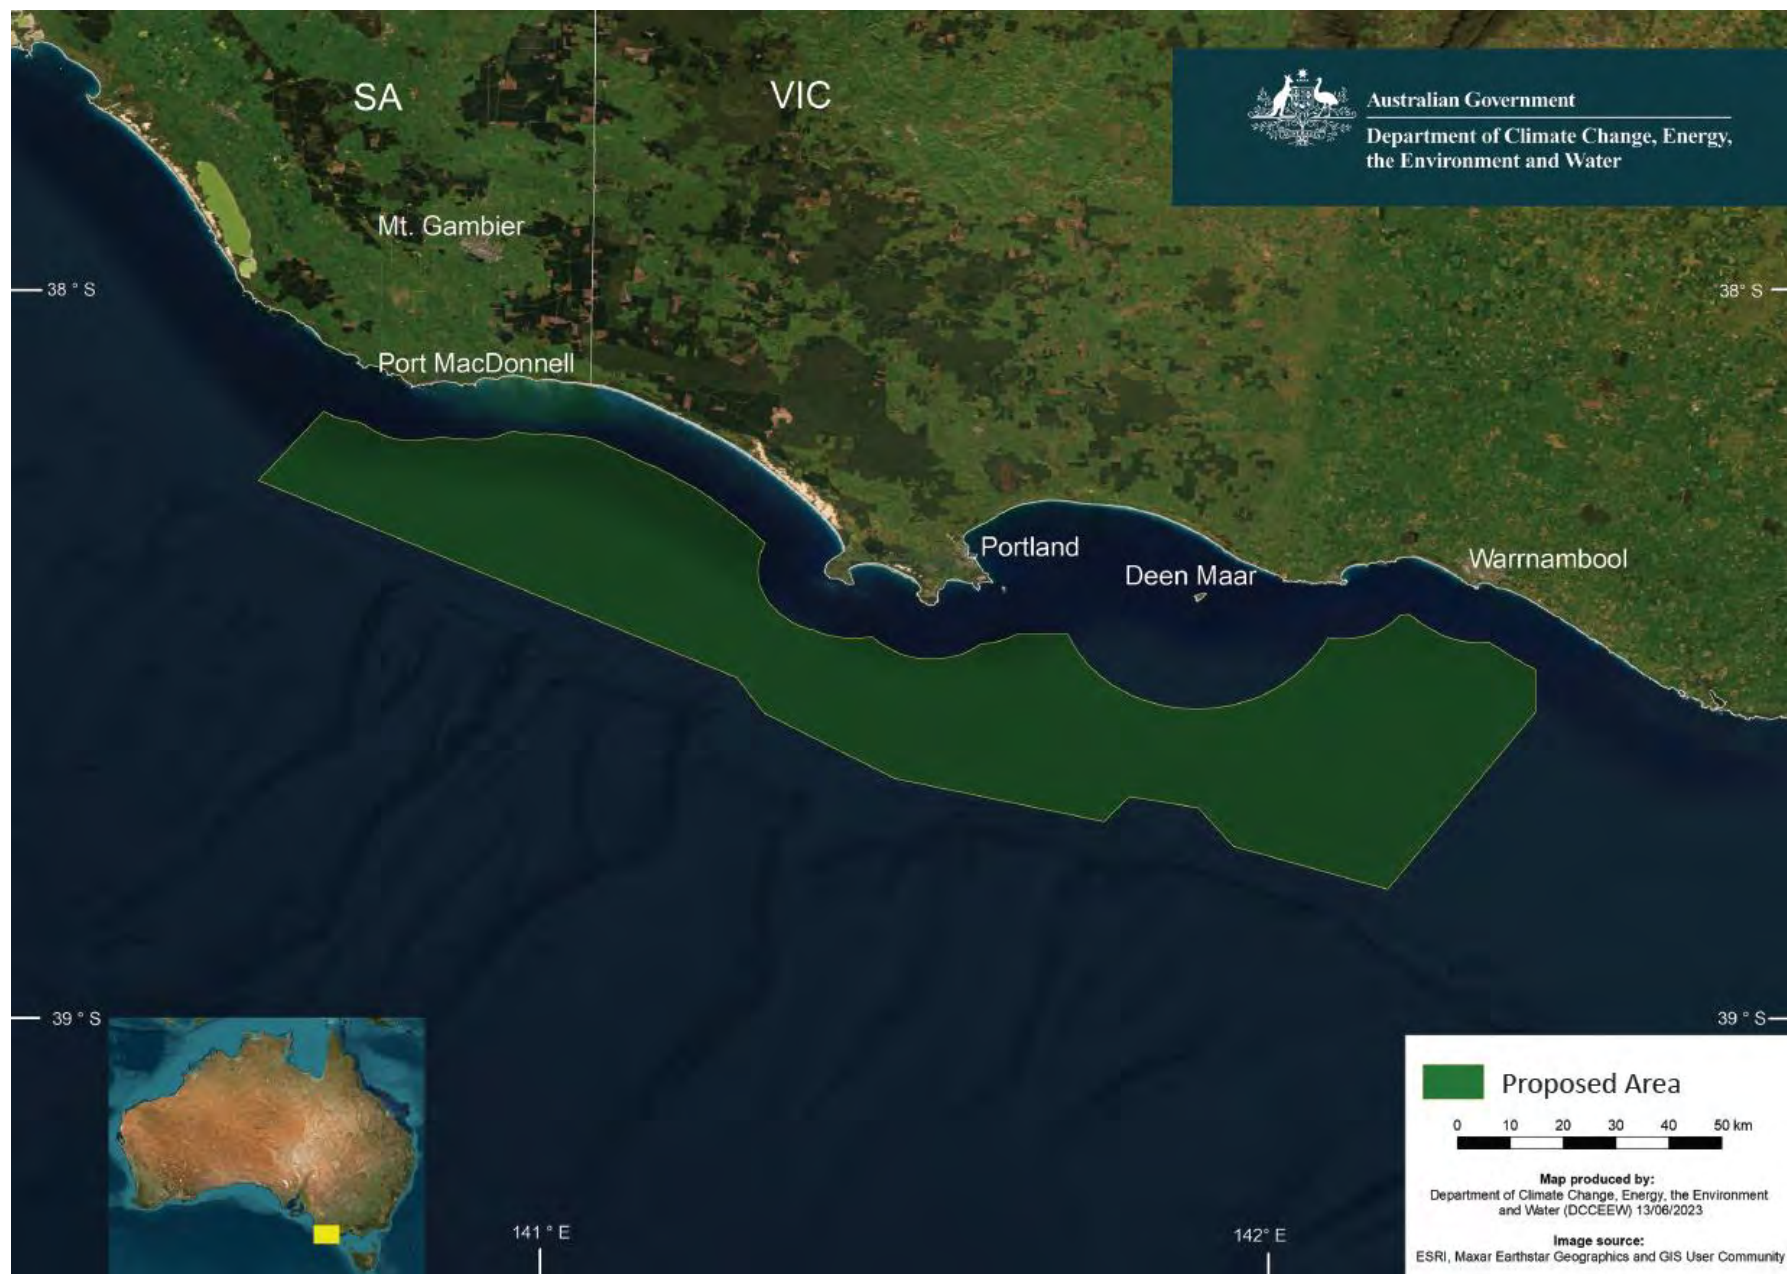 SA
VIC
Australian Government
Department of Climate Change, Energy,
the Environment and Water
Mt. Gambier
38 ° S
38° S
Port MacDonnell
Portland
Deen Maar
Warrnambool
39 ° S
39 ° S
Proposed Area
0 10 20 30 40 50 km
Map produced by:
Department of Climate Change, Energy, the Environment
and Water (DCCEEW) 13/06/2023
Image source:
ESRI, Maxar Earthstar Geographics and GIS User Community
141 ° E
142° E